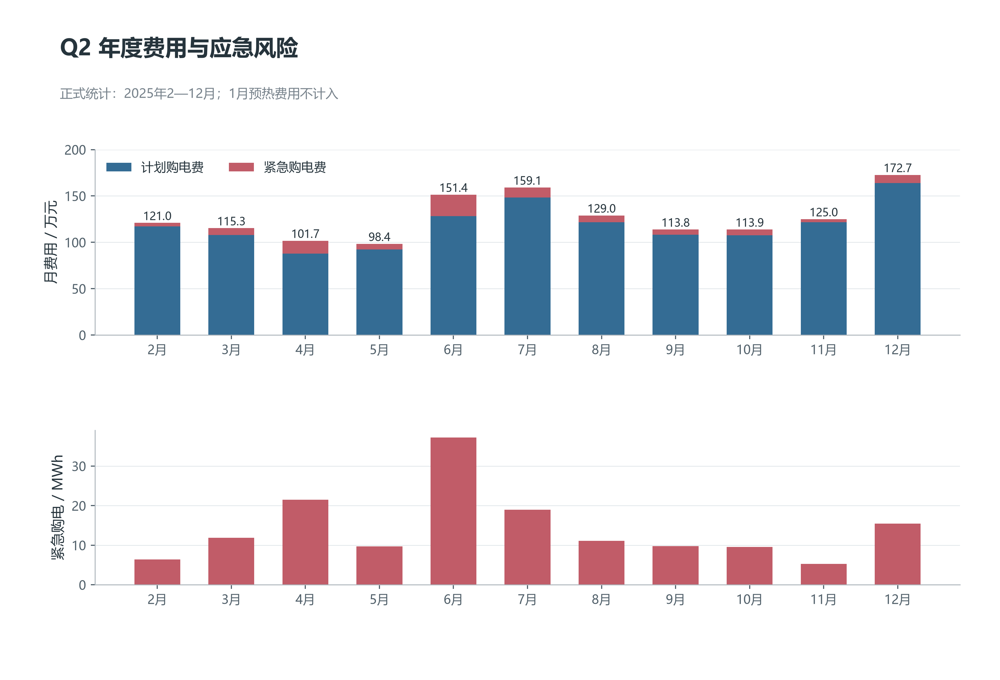 Q2 年度费用与应急风险
正式统计：2025年2—12月；1月预热费用不计入
月费用 / 万元
200
150
100
50
0
计划购电费 紧急购电费
121.0 115.3 101.7 98.4 151.4 159.1 129.0 113.8 113.9 125.0 172.7
2月 3月 4月 5月 6月 7月 8月 9月 10月 11月 12月
紧急购电 / MWh
30
20
10
0
2月 3月 4月 5月 6月 7月 8月 9月 10月 11月 12月